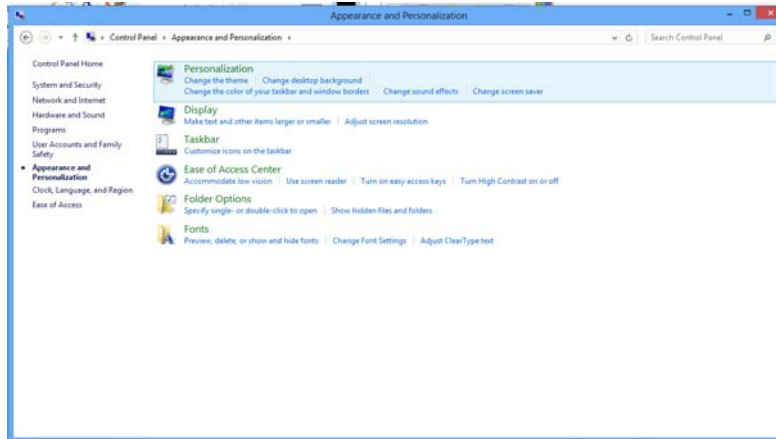 Appearance and Personalization
Control Panel Appearance and Personalization
Search Control Panel
Control Panel Home
System and Security
Network and Internet
Hardware and Sound
Programs
User Accounts and Family
Safety
Appearance and
Personalization
Clock, Language, and Region
Ease of Access
Personalization
Change the theme Change desktop background
Change the color of your taskbar and window borders Change sound effects Change screen saver
Display
Make text and other items larger or smaller Adjust screen resolution
Taskbar
Customize icons on the taskbar
Ease of Access Center
Accommodate low vision Use screen reader Turn on easy access keys Turn High Contrast on or off
Folder Options
Specify single- or double-click to open Show hidden files and folders
Fonts
Preview, delete, or show and hide fonts Change Font Settings Adjust ClearType text